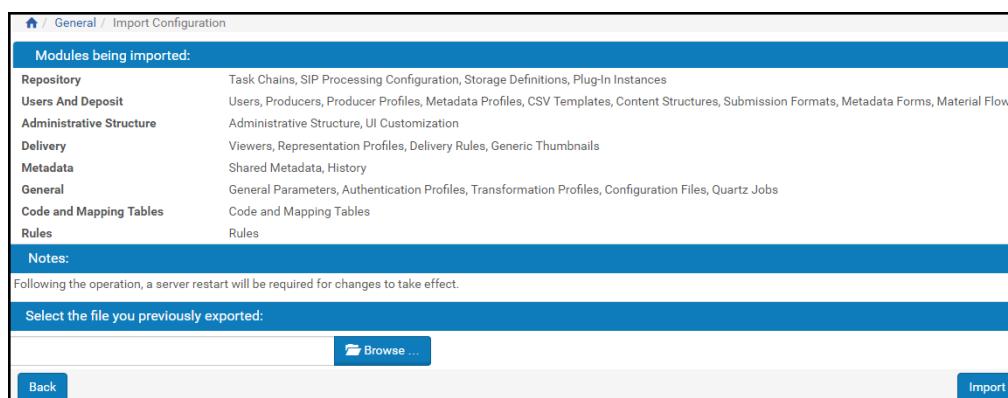 / General / Import Configuration
Modules being imported:
Repository Task Chains, SIP Processing Configuration, Storage Definitions, Plug-In Instances
Users And Deposit Users, Producers, Producer Profiles, Metadata Profiles, CSV Templates, Content Structures, Submission Formats, Metadata Forms, Material Flow
Administrative Structure Administrative Structure, UI Customization
Delivery Viewers, Representation Profiles, Delivery Rules, Generic Thumbnails
Metadata Shared Metadata, History
General General Parameters, Authentication Profiles, Transformation Profiles, Configuration Files, Quartz Jobs
Code and Mapping Tables Code and Mapping Tables
Rules Rules
Notes:
Following the operation, a server restart will be required for changes to take effect.
Select the file you previously exported:
Browse ...
Back Import